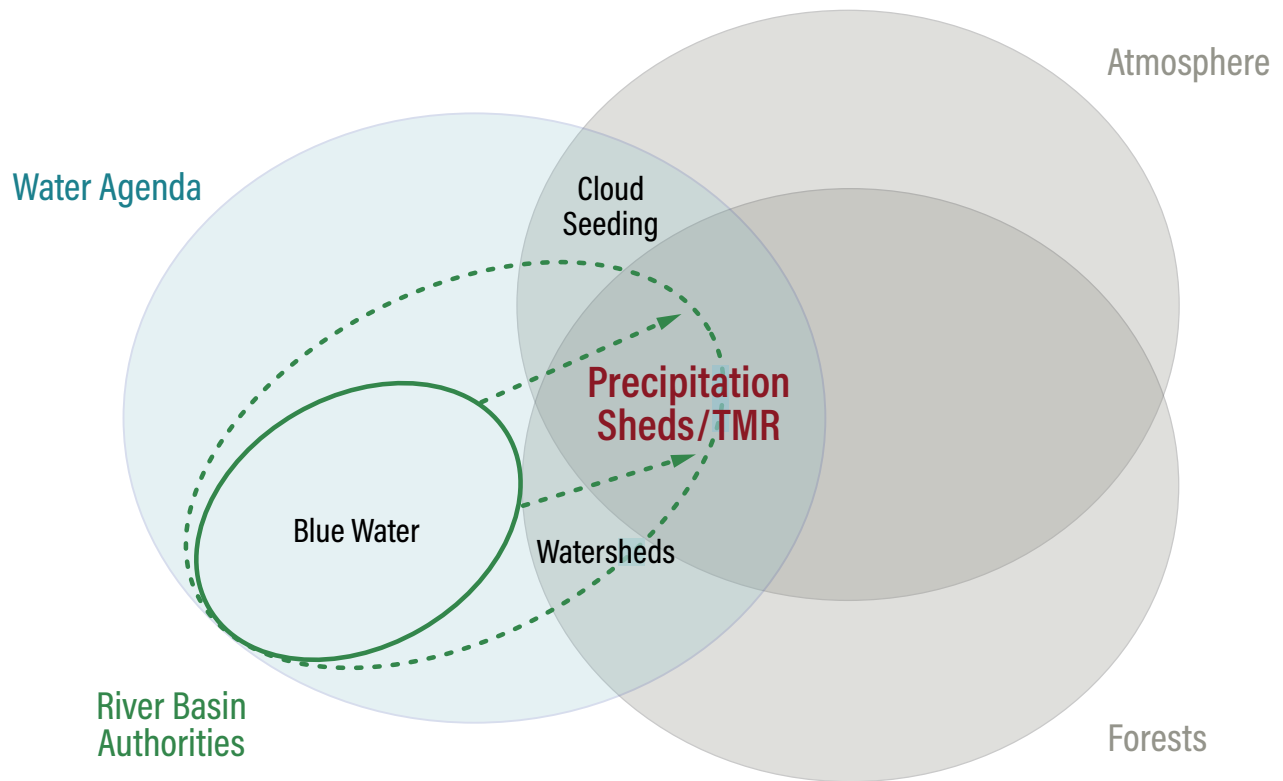 Atmosphere
Water Agenda
Cloud
Seeding
Precipitation
Sheds/TMR
Blue Water
Watersheds
River Basin
Authorities
Forests